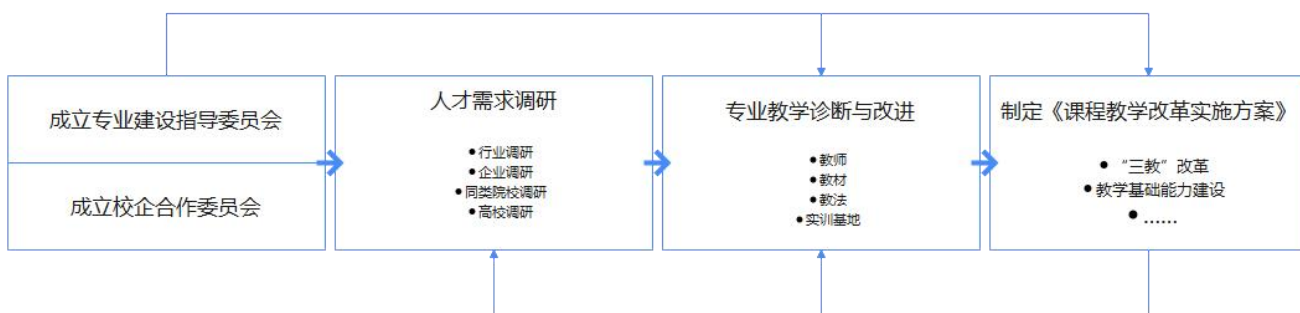 成立专业建设指导委员会
成立校企合作委员会
人才需求调研
●行业调研
●企业调研
●同类院校调研
●高校调研
专业教学诊断与改进
●教师
●教材
●教法
●实训基地
制定《课程教学改革实施方案》
●“三教”改革
●教学基础能力建设
●……